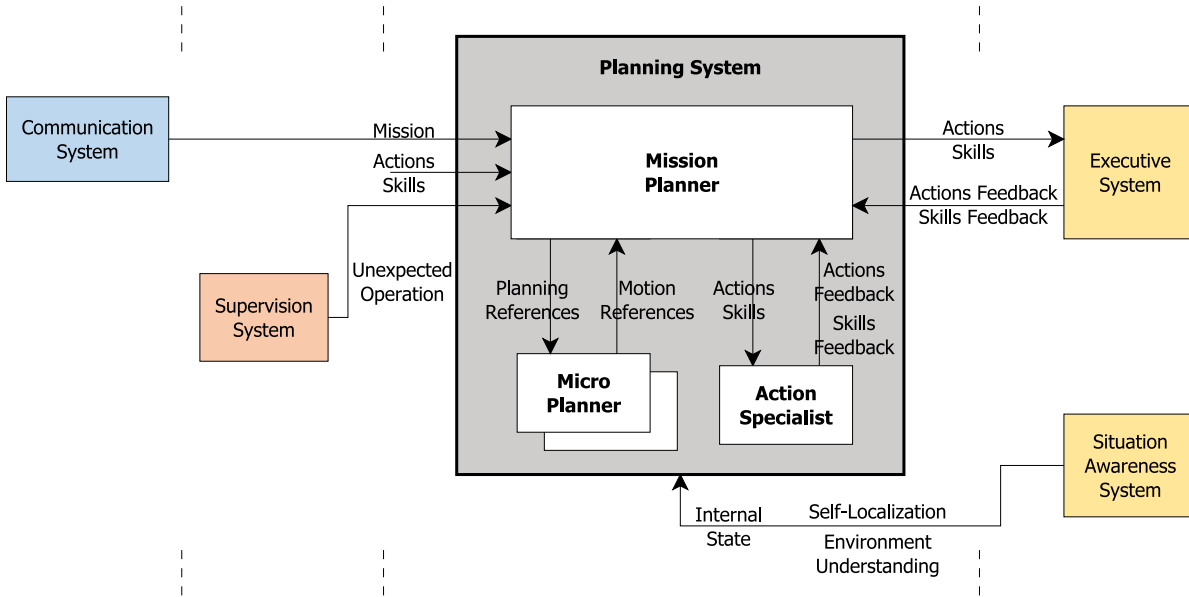 Planning System
Communication
System
Mission
Actions
Skills
Mission
Planner
Actions
Skills
Executive
System
Actions Feedback
Skills Feedback
Unexpected
Operation
Supervision
System
Planning
References
Motion
References
Actions
Skills
Actions
Feedback
Skills
Feedback
Micro
Planner
Action
Specialist
Situation
Awareness
System
Internal
State
Self-Localization
Environment
Understanding